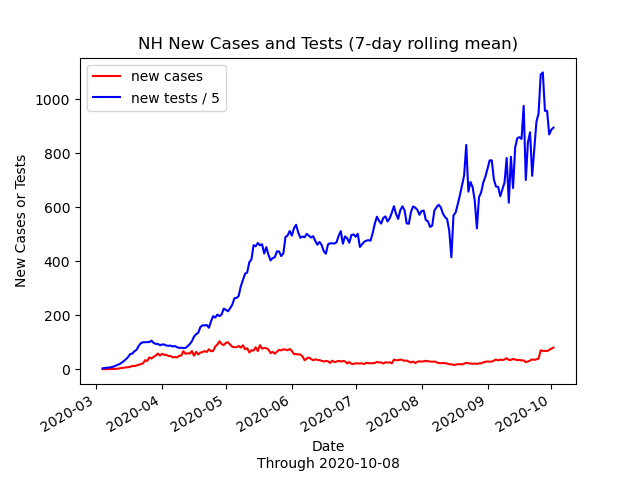 NH New Cases and Tests (7-day rolling mean)
new cases
new tests / 5
New Cases or Tests
1000
800
600
400
200
0
2020-03
2020-04
2020-05
2020-06
2020-07
2020-08
2020-09
2020-10
Date
Through 2020-10-08